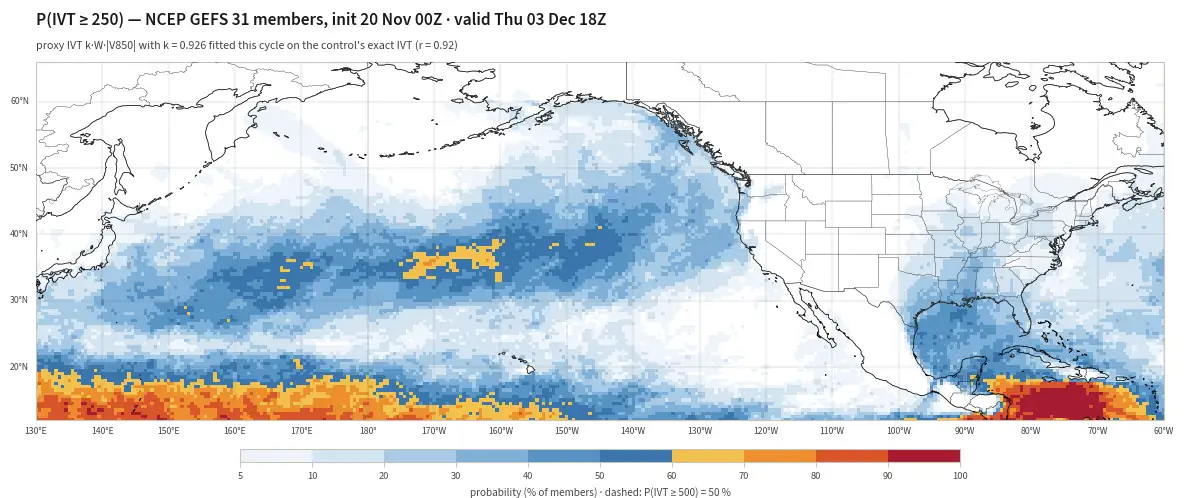 P(IVT ≥ 250) — NCEP GEFS 31 members, init 20 Nov 00Z · valid Thu 03 Dec 18Z
proxy IVT k·W·|V850| with k = 0.926 fitted this cycle on the control's exact IVT (r = 0.92)
60°N
50°N
40°N
30°N
20°N
130°E 140°E 150°E 160°E 170°E 180° 170°W 160°W 150°W 140°W 130°W 120°W 110°W 100°W 90°W 80°W 70°W 60°W
5 10 20 30 40 50 60 70 80 90 100
probability (% of members) · dashed: P(IVT ≥ 500) = 50 %